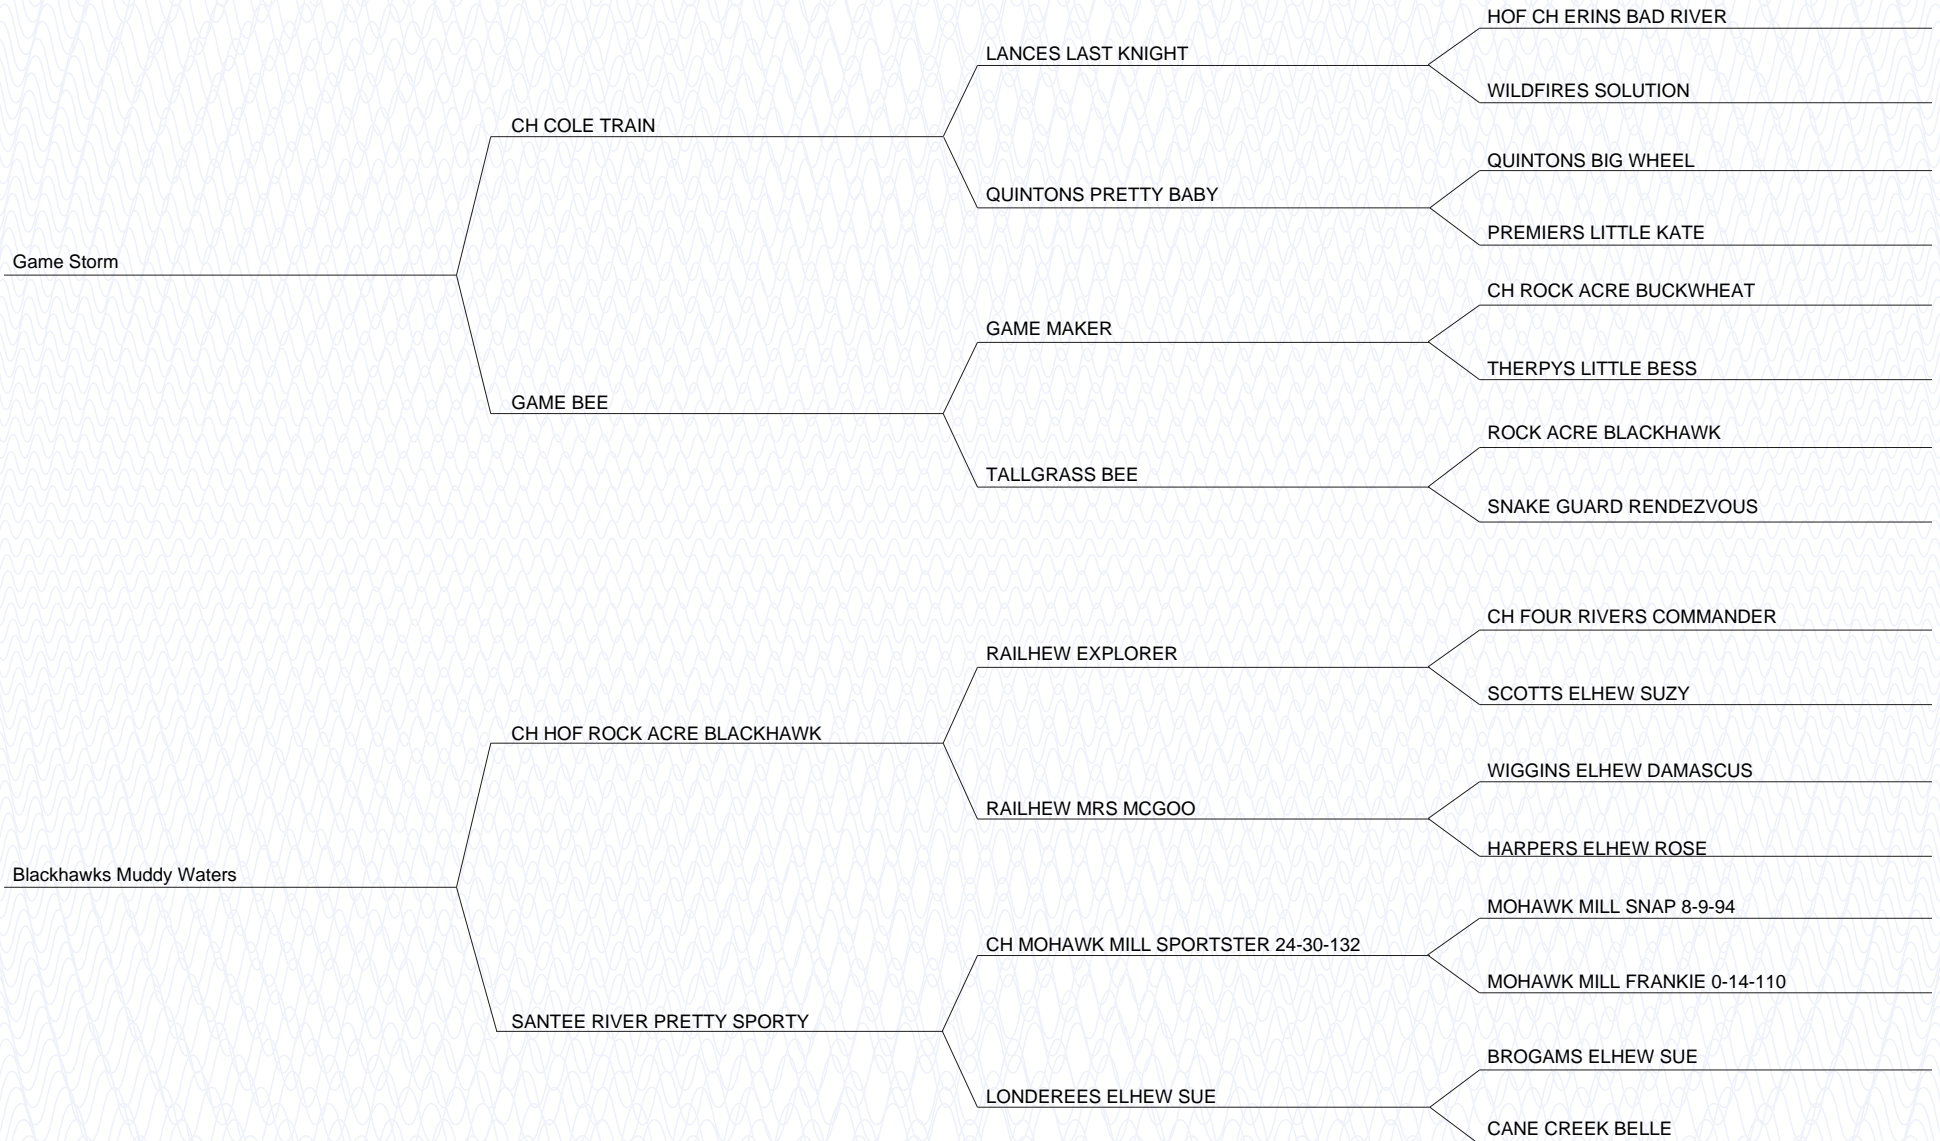 HOF CH ERINS BAD RIVER
LANCES LAST KNIGHT
WILDFIRES SOLUTION
CH COLE TRAIN
QUINTONS BIG WHEEL
QUINTONS PRETTY BABY
PREMIERS LITTLE KATE
Game Storm
CH ROCK ACRE BUCKWHEAT
GAME MAKER
THERPYS LITTLE BESS
GAME BEE
ROCK ACRE BLACKHAWK
TALLGRASS BEE
SNAKE GUARD RENDEZVOUS
CH FOUR RIVERS COMMANDER
RAILHEW EXPLORER
SCOTTS ELHEW SUZY
CH HOF ROCK ACRE BLACKHAWK
WIGGINS ELHEW DAMASCUS
RAILHEW MRS MCGOO
HARPERS ELHEW ROSE
Blackhawks Muddy Waters
MOHAWK MILL SNAP 8-9-94
CH MOHAWK MILL SPORTSTER 24-30-132
MOHAWK MILL FRANKIE 0-14-110
SANTEE RIVER PRETTY SPORTY
BROGAMS ELHEW SUE
LONDEREES ELHEW SUE
CANE CREEK BELLE